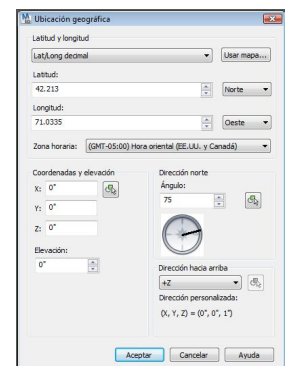 Ubicación geográfica
Latitud y longitud
Lat/Long decimal
Usar mapa...
Latitud:
42.213
Norte
Longitud:
71.0335
Oeste
Zona horaria: (GMT-05:00) Hora oriental (EE.UU. y Canadá)
Coordenadas y elevación
X: 0"
Y: 0"
Z: 0"
Elevación:
0"
Dirección norte
Ángulo:
75
Dirección hacia arriba
+Z
Dirección personalizada:
(X, Y, Z) = (0", 0", 1")
Aceptar Cancelar Ayuda